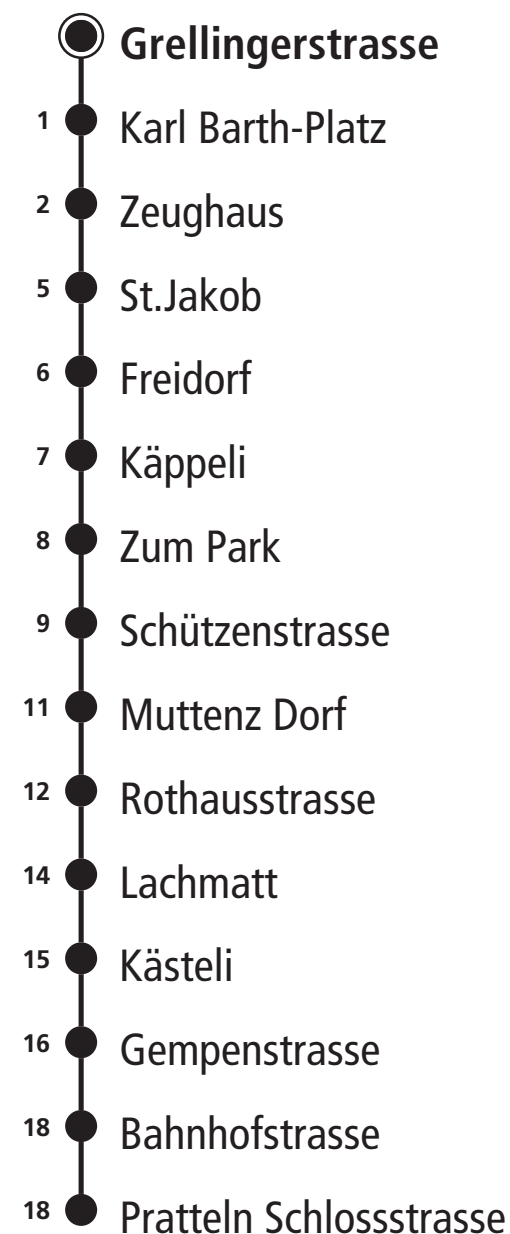 Grellingerstrasse
1 Karl Barth-Platz
2 Zeughaus
5 St.Jakob
6 Freidorf
7 Käppeli
8 Zum Park
9 Schützenstrasse
11 Muttenz Dorf
12 Rothausstrasse
14 Lachmatt
15 Kästeli
16 Gempenstrasse
18 Bahnhofstrasse
18 Pratteln Schlossstrasse